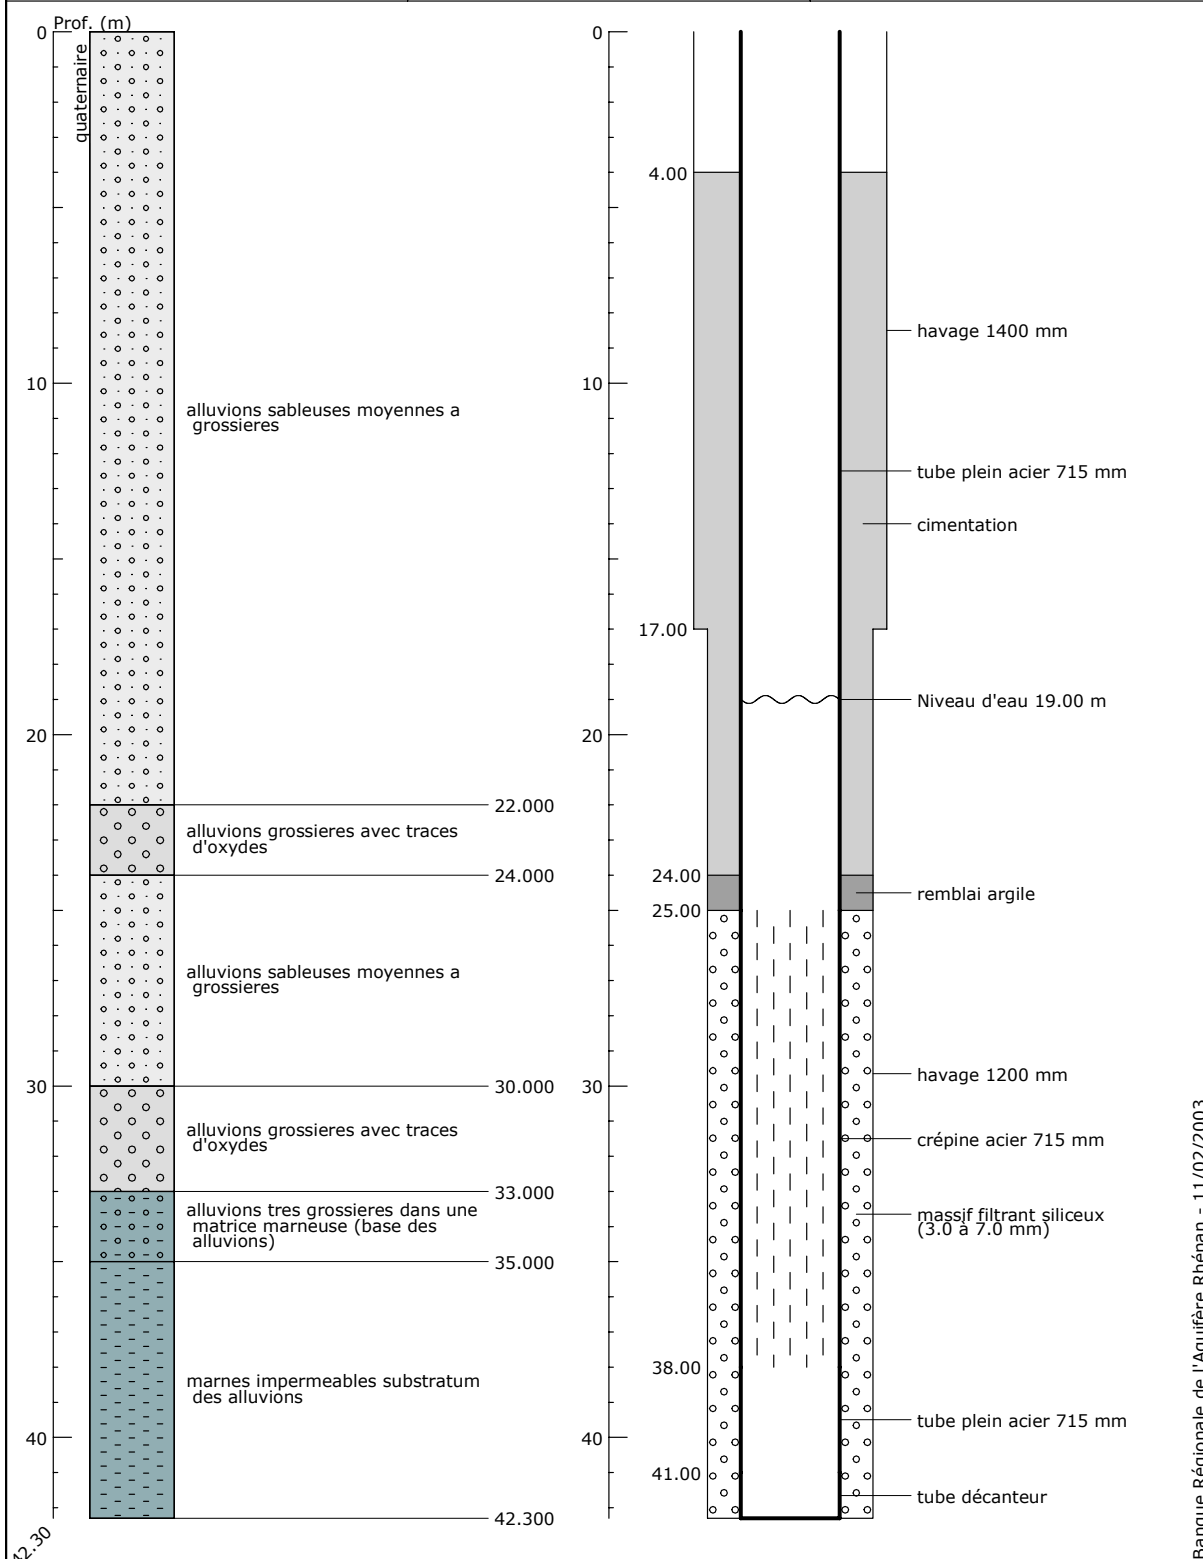 Prof. (m)
0
quaternaire
10
20
30
40
42.30
alluvions sableuses moyennes a
grossieres
22.000
alluvions grossieres avec traces
d'oxydes
24.000
alluvions sableuses moyennes a
grossieres
30.000
alluvions grossieres avec traces
d'oxydes
33.000
alluvions tres grossieres dans une
matrice marneuse (base des
alluvions)
35.000
marnes impermeables substratum
des alluvions
42.300
0
10
20
30
40
4.00
17.00
24.00
25.00
38.00
41.00
havage 1400 mm
tube plein acier 715 mm
cimentation
Niveau d'eau 19.00 m
remblai argile
havage 1200 mm
crépine acier 715 mm
massif filtrant siliceux
(3.0 à 7.0 mm)
tube plein acier 715 mm
tube décanteur
Banque Régionale de l'Aquifère Rhénan - 11/02/2003